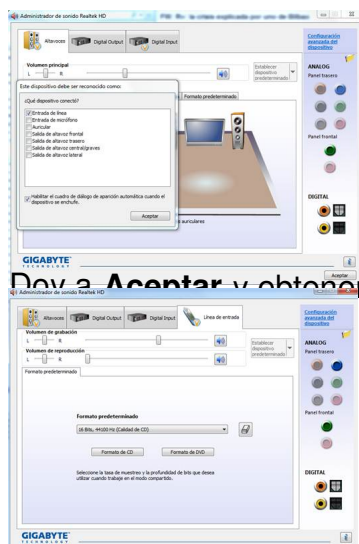 Administrador de sonido Realtek HD
Altavoces
Digital Output
Digital Input
Configuración avanzada del dispositivo
Volumen principal
L R
Establecer dispositivo predeterminado
ANALOG
Panel trasero
Este dispositivo debe ser reconocido como:
Formato predeterminado
¿Qué dispositivo conectó?
Entrada de línea
Entrada de micrófono
Auricular
Salida de altavoz frontal
Salida de altavoz trasero
Salida de altavoz central/graves
Salida de altavoz lateral
Panel frontal
Habilitar el cuadro de diálogo de aparición automática cuando el dispositivo se enchufe.
Aceptar
auriculares
DIGITAL
GIGABYTE
TECHNOLOGY
Aceptar
Doy a Aceptar y obtengo
Administrador de sonido Realtek HD
Altavoces
Digital Output
Digital Input
Línea de entrada
Configuración avanzada del dispositivo
Volumen de grabación
L R
Volumen de reproducción
L R
Establecer dispositivo predeterminado
ANALOG
Panel trasero
Formato predeterminado
Formato predeterminado
16 Bits, 44100 Hz (Calidad de CD)
Formato de CD
Formato de DVD
Panel frontal
Seleccione la tasa de muestreo y la profundidad de bits que desea
utilizar cuando trabaje en el modo compartido.
DIGITAL
GIGABYTE
TECHNOLOGY